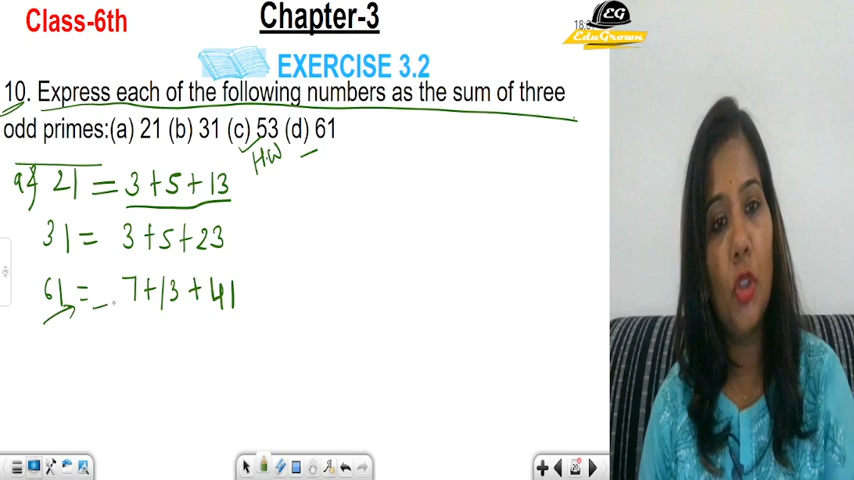 Class-6th
Chapter-3
EG
EduGrown
EXERCISE 3.2
10. Express each of the following numbers as the sum of three
odd primes:(a) 21 (b) 31 (c) 53 (d) 61
H.W
a} 21 = 3+5+13
31 = 3+5+23
61 = 7+13+41